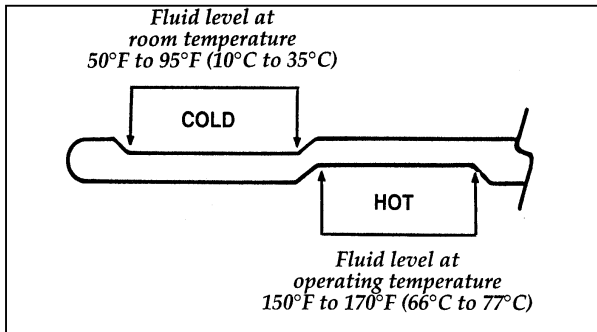 Fluid level at
room temperature
50°F to 95°F (10°C to 35°C)
COLD
HOT
Fluid level at
operating temperature
150°F to 170°F (66°C to 77°C)